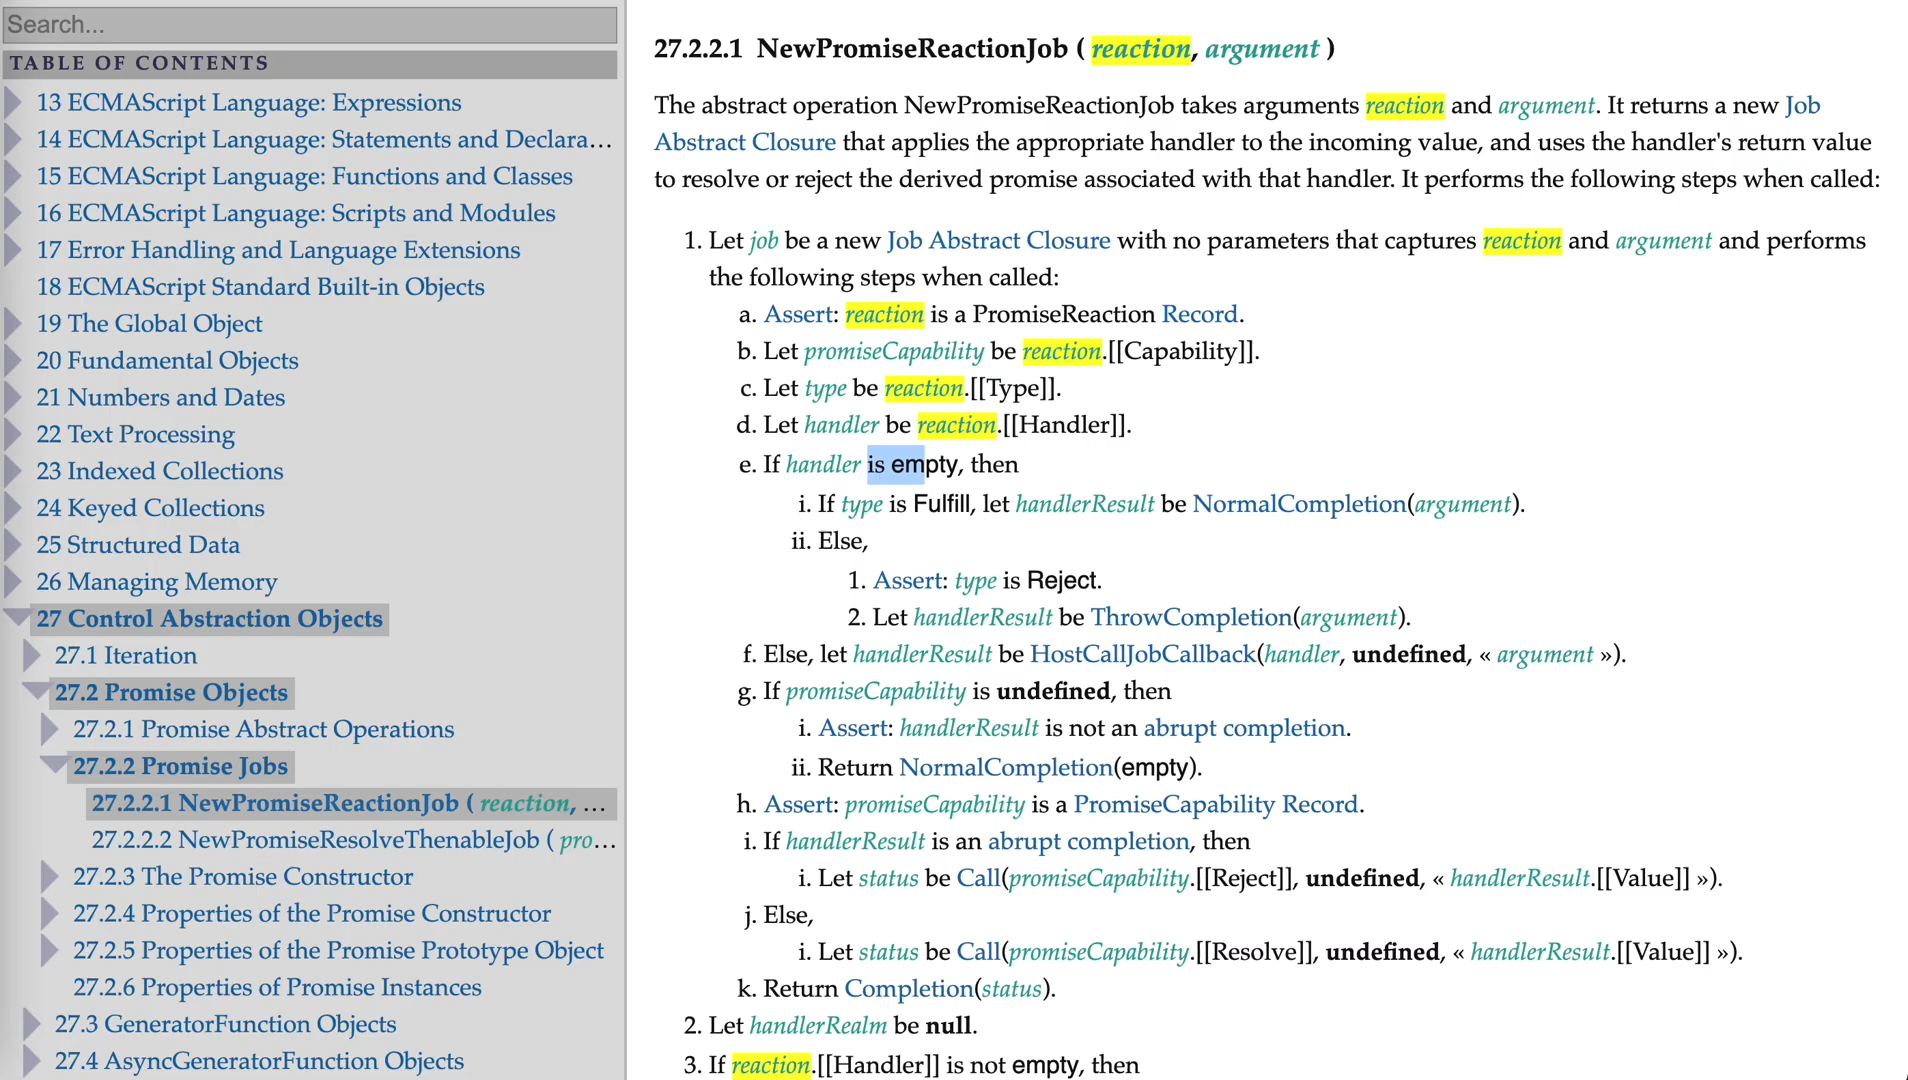 Search...
TABLE OF CONTENTS
13 ECMAScript Language: Expressions
14 ECMAScript Language: Statements and Declara…
15 ECMAScript Language: Functions and Classes
16 ECMAScript Language: Scripts and Modules
17 Error Handling and Language Extensions
18 ECMAScript Standard Built-in Objects
19 The Global Object
20 Fundamental Objects
21 Numbers and Dates
22 Text Processing
23 Indexed Collections
24 Keyed Collections
25 Structured Data
26 Managing Memory
27 Control Abstraction Objects
27.1 Iteration
27.2 Promise Objects
27.2.1 Promise Abstract Operations
27.2.2 Promise Jobs
27.2.2.1 NewPromiseReactionJob ( reaction, …
27.2.2.2 NewPromiseResolveThenableJob ( pro…
27.2.3 The Promise Constructor
27.2.4 Properties of the Promise Constructor
27.2.5 Properties of the Promise Prototype Object
27.2.6 Properties of Promise Instances
27.3 GeneratorFunction Objects
27.4 AsyncGeneratorFunction Objects
27.2.2.1 NewPromiseReactionJob ( reaction, argument )
The abstract operation NewPromiseReactionJob takes arguments reaction and argument. It returns a new Job
Abstract Closure that applies the appropriate handler to the incoming value, and uses the handler's return value
to resolve or reject the derived promise associated with that handler. It performs the following steps when called:
1. Let job be a new Job Abstract Closure with no parameters that captures reaction and argument and performs
the following steps when called:
a. Assert: reaction is a PromiseReaction Record.
b. Let promiseCapability be reaction.[[Capability]].
c. Let type be reaction.[[Type]].
d. Let handler be reaction.[[Handler]].
e. If handler is empty, then
i. If type is Fulfill, let handlerResult be NormalCompletion(argument).
ii. Else,
1. Assert: type is Reject.
2. Let handlerResult be ThrowCompletion(argument).
f. Else, let handlerResult be HostCallJobCallback(handler, undefined, « argument »).
g. If promiseCapability is undefined, then
i. Assert: handlerResult is not an abrupt completion.
ii. Return NormalCompletion(empty).
h. Assert: promiseCapability is a PromiseCapability Record.
i. If handlerResult is an abrupt completion, then
i. Let status be Call(promiseCapability.[[Reject]], undefined, « handlerResult.[[Value]] »).
j. Else,
i. Let status be Call(promiseCapability.[[Resolve]], undefined, « handlerResult.[[Value]] »).
k. Return Completion(status).
2. Let handlerRealm be null.
3. If reaction.[[Handler]] is not empty, then